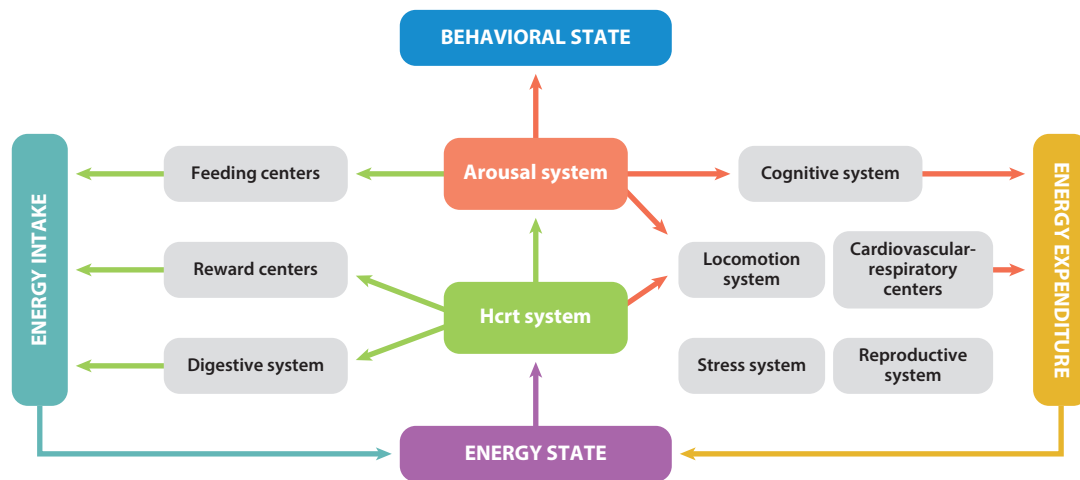 BEHAVIORAL STATE
ENERGY INTAKE
Feeding centers
Arousal system
Cognitive system
ENERGY EXPENDITURE
Reward centers
Locomotion
system
Cardiovascular-
respiratory
centers
Hcrt system
Digestive system
Stress system
Reproductive
system
ENERGY STATE